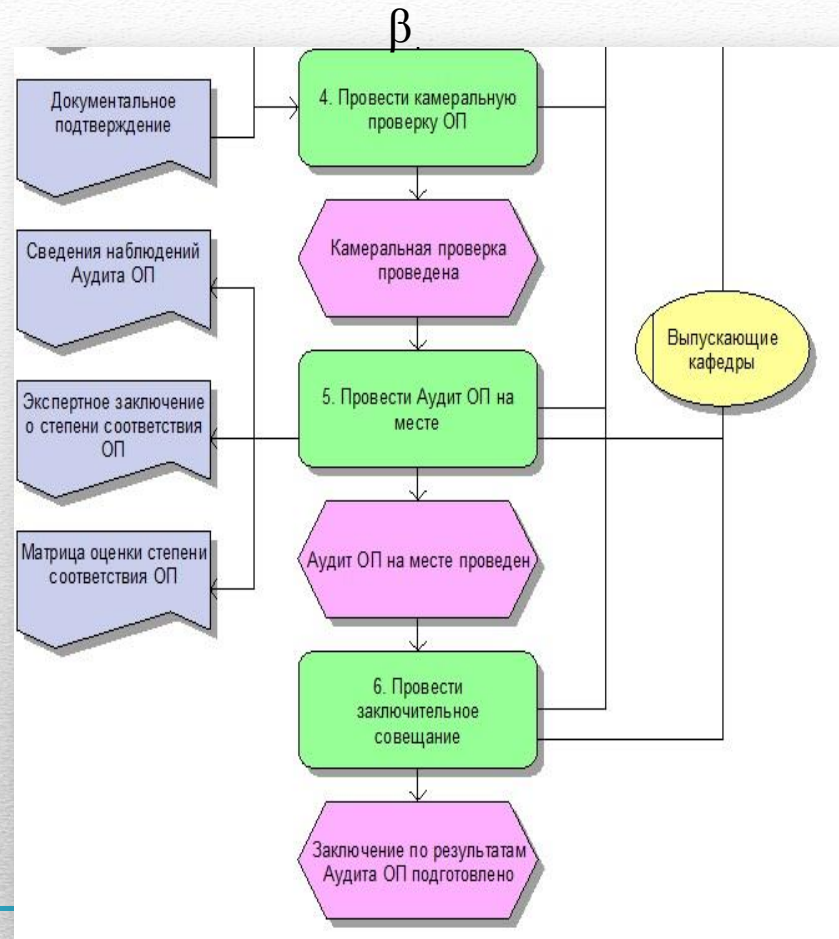 β
Документальное
подтверждение
4. Провести камеральную
проверку ОП
Камеральная проверка
проведена
Сведения наблюдений
Аудита ОП
Выпускающие
кафедры
5. Провести Аудит ОП на
месте
Экспертное заключение
о степени соответствия
ОП
Аудит ОП на месте проведен
Матрица оценки степени
соответствия ОП
6. Провести
заключительное
совещание
Заключение по результатам
Аудита ОП подготовлено